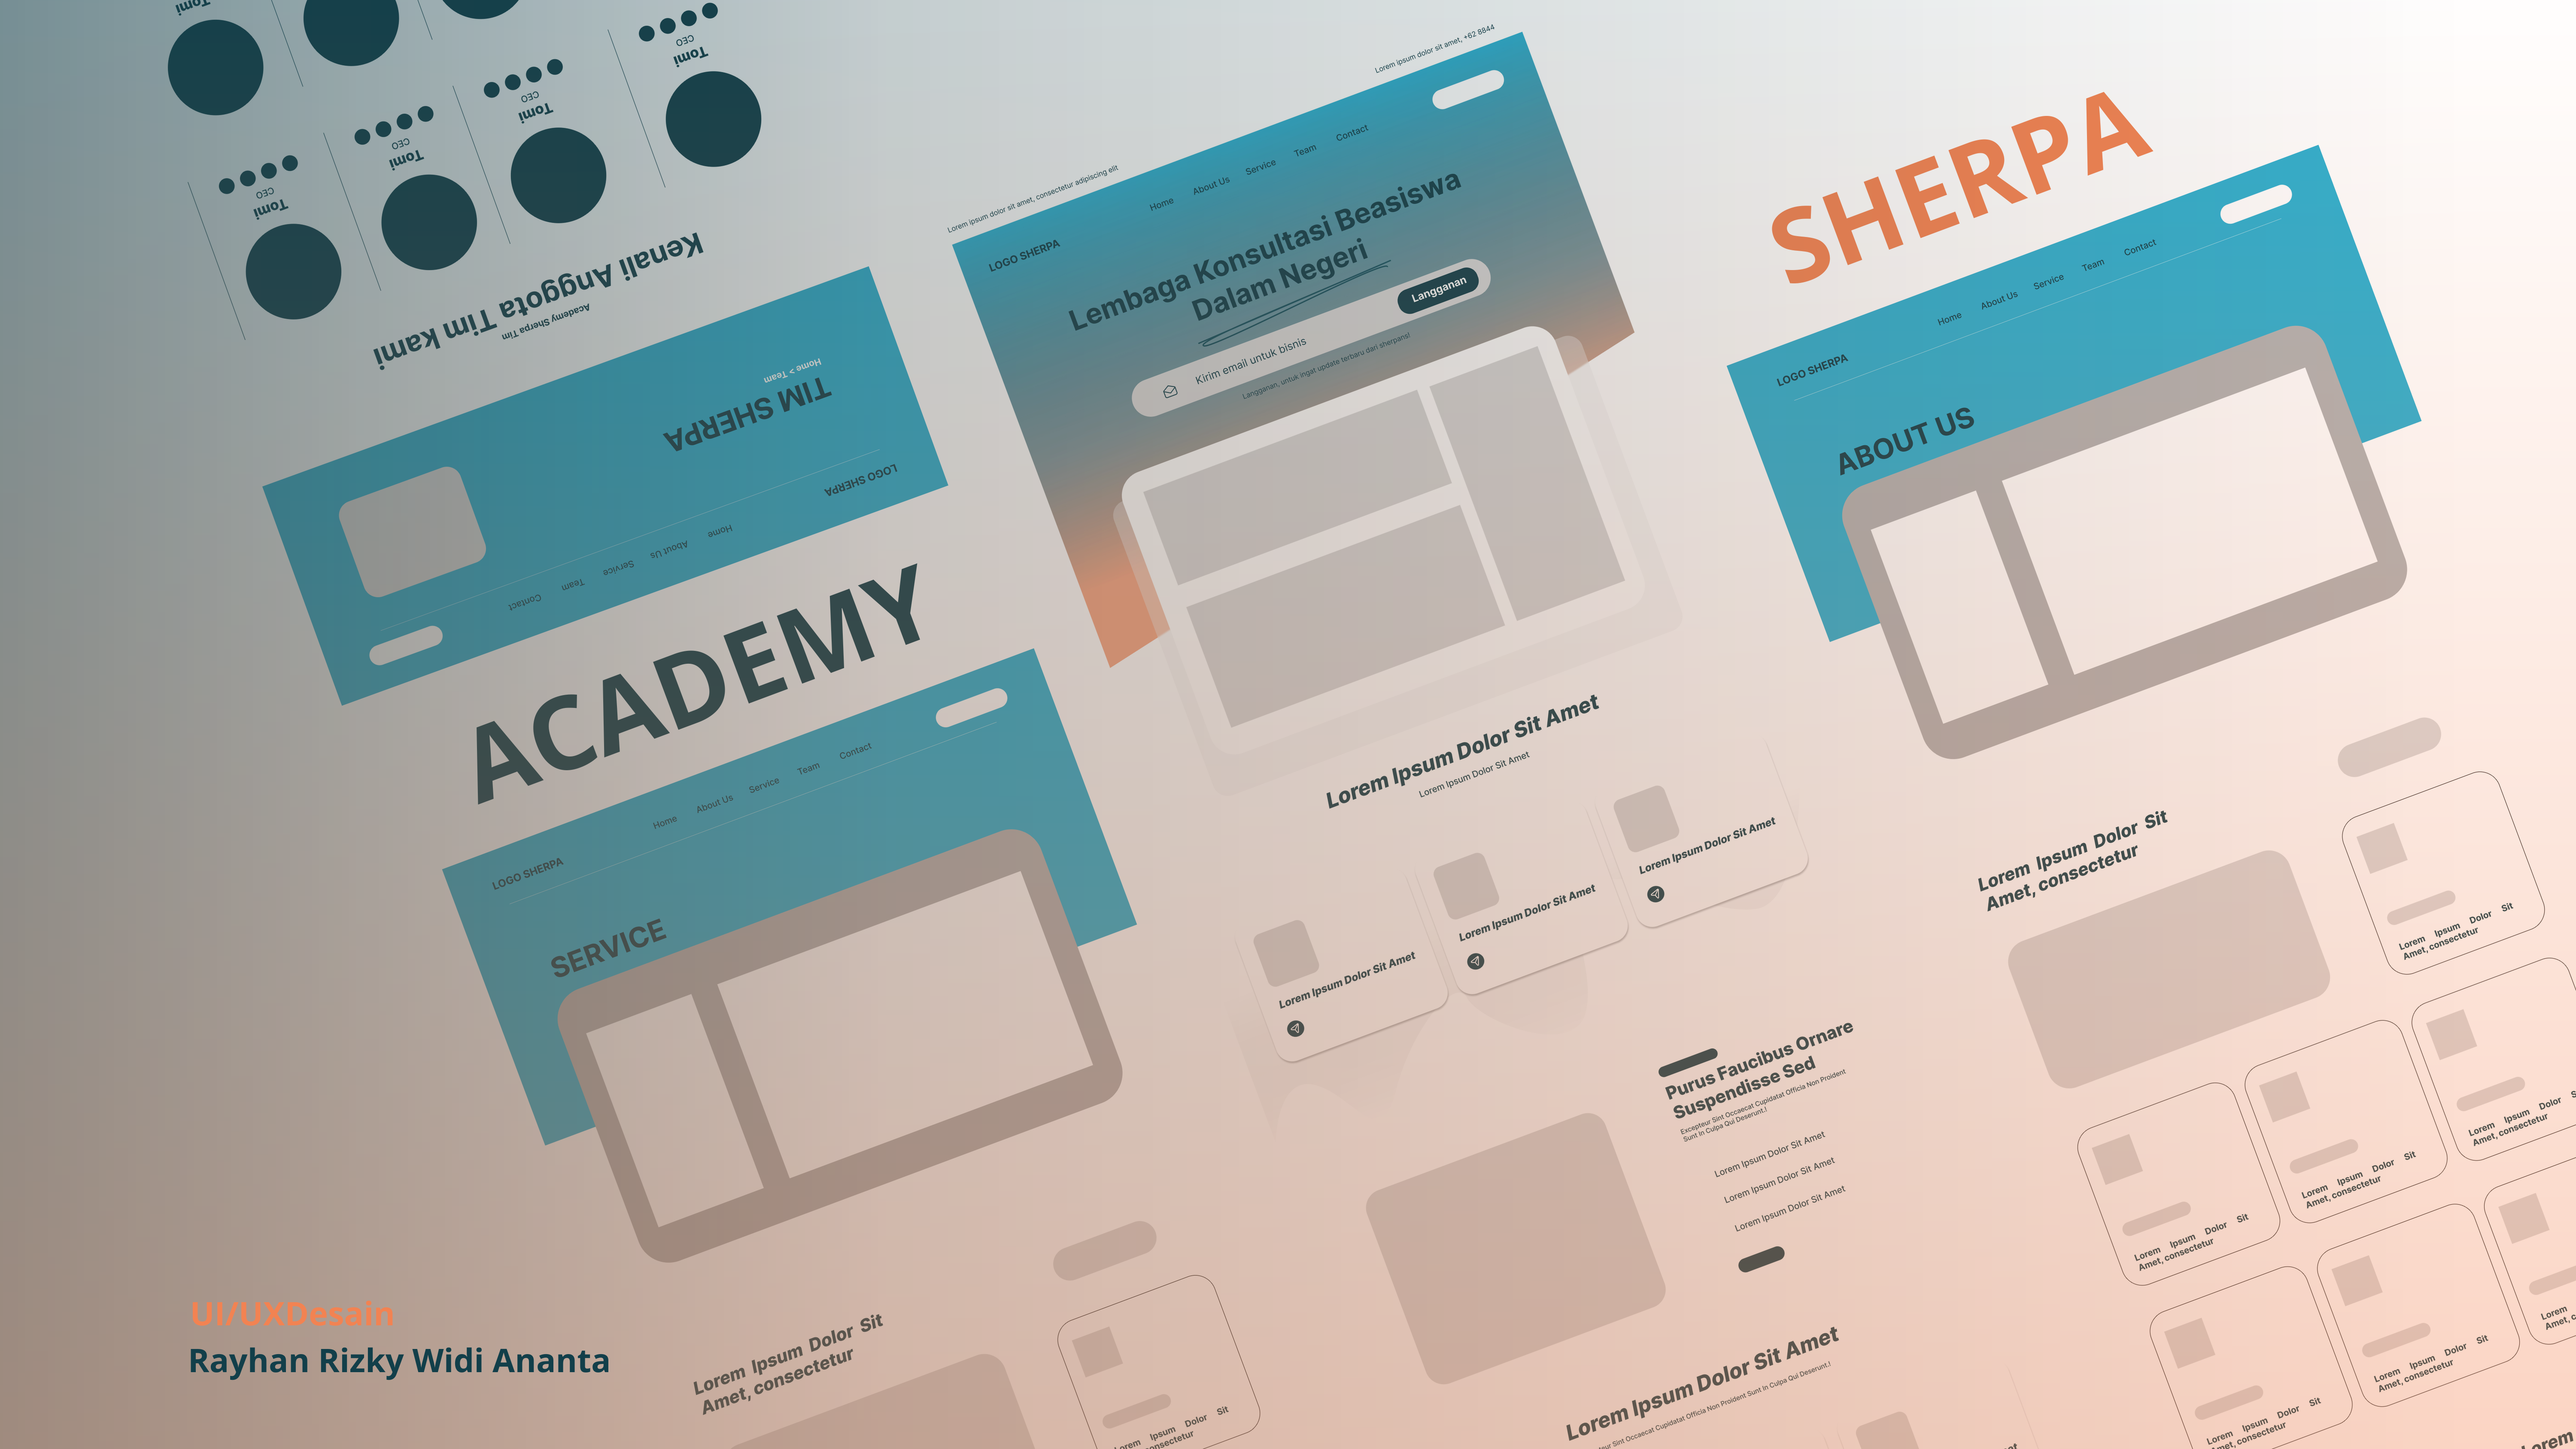 Tomi
CEO
Tomi
CEO
Tomi
CEO
Tomi
CEO
Tomi
Kenali Anggota Tim kami
Academy Sherpa Tim
Home > Team
TIM SHERPA
LOGO SHERPA
Home
About Us
Service
Team
Contact
ACADEMY
LOGO SHERPA
Home
About Us
Service
Team
Contact
SERVICE
Lorem Ipsum Dolor Sit
Amet, consectetur
Lorem Ipsum Dolor Sit
UI/UXDesain
Rayhan Rizky Widi Ananta
Lorem ipsum dolor sit amet, consectetur adipiscing elit
Lorem ipsum dolor sit amet, +62 8844
LOGO SHERPA
Home
About Us
Service
Team
Contact
Lembaga Konsultasi Beasiswa
Dalam Negeri
Kirim email untuk bisnis
Langganan
Langganan, untuk ingat update terbaru dari sherpans!
Lorem Ipsum Dolor Sit Amet
Lorem Ipsum Dolor Sit Amet
Lorem Ipsum Dolor Sit Amet
Lorem Ipsum Dolor Sit Amet
Lorem Ipsum Dolor Sit Amet
Purus Faucibus Ornare
Suspendisse Sed
Excepteur Sint Occaecat Cupidatat Officia Non Proident
Sunt In Culpa Qui Deserunt.!
Lorem Ipsum Dolor Sit Amet
Lorem Ipsum Dolor Sit Amet
Lorem Ipsum Dolor Sit Amet
Lorem Ipsum Dolor Sit Amet
Sint Occaecat Cupidatat Officia Non Proident Sunt In Culpa Qui Deserunt.!
SHERPA
LOGO SHERPA
Home
About Us
Service
Team
Contact
ABOUT US
Lorem Ipsum Dolor Sit
Amet, consectetur
Lorem Ipsum Dolor Sit
Amet, consectetur
Lorem Ipsum Dolor
Amet, consectetur
Lorem Ipsum Dolor Sit
Amet, consectetur
Lorem Ipsum Dolor Sit
Amet, consectetur
Lorem
Lorem Ipsum Dolor Sit
Amet, consectetur
Lorem Ipsum Dolor Sit
consectetur